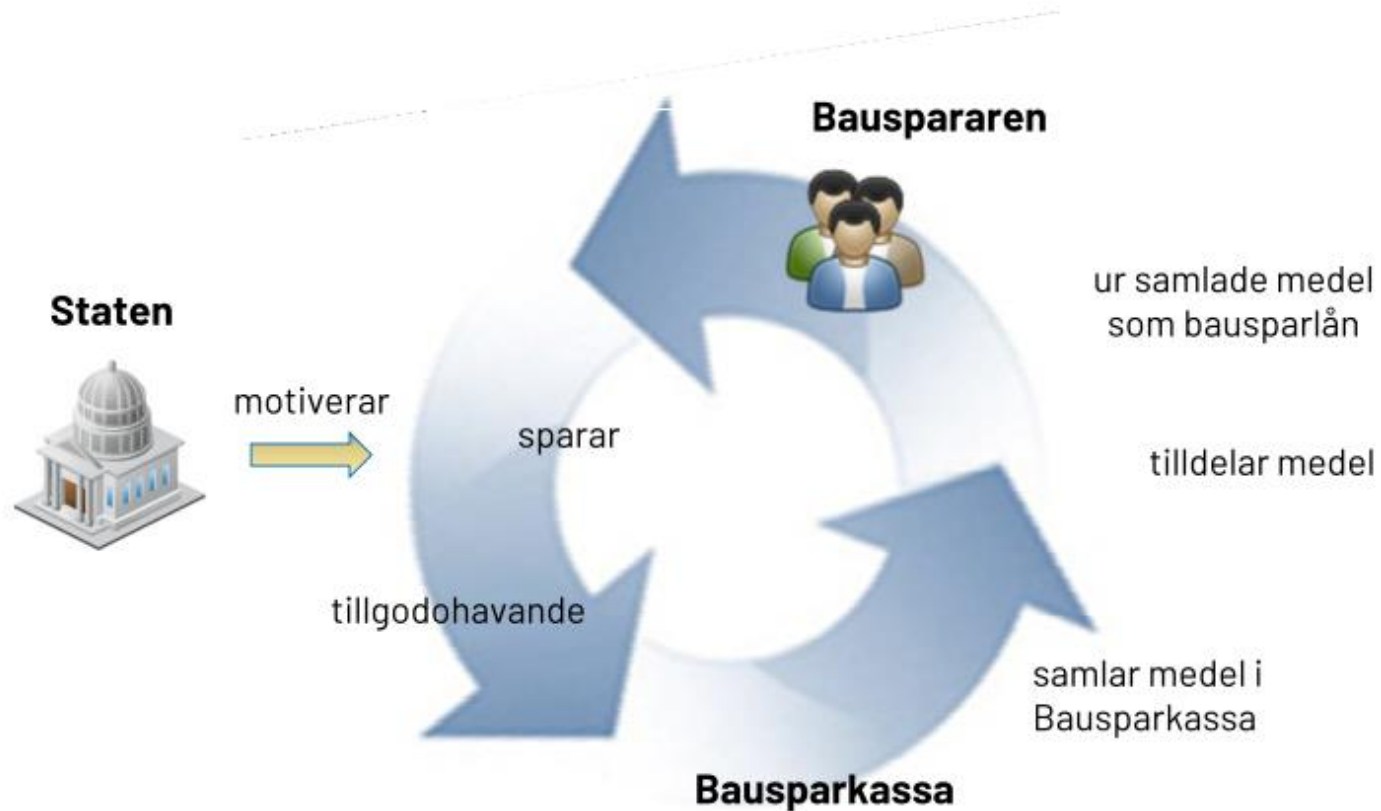 Bauspararen
ur samlade medel
som bausparlån
Staten
motiverar
sparar
tilldelar medel
tillgodohavande
samlar medel i
Bausparkassa
Bausparkassa